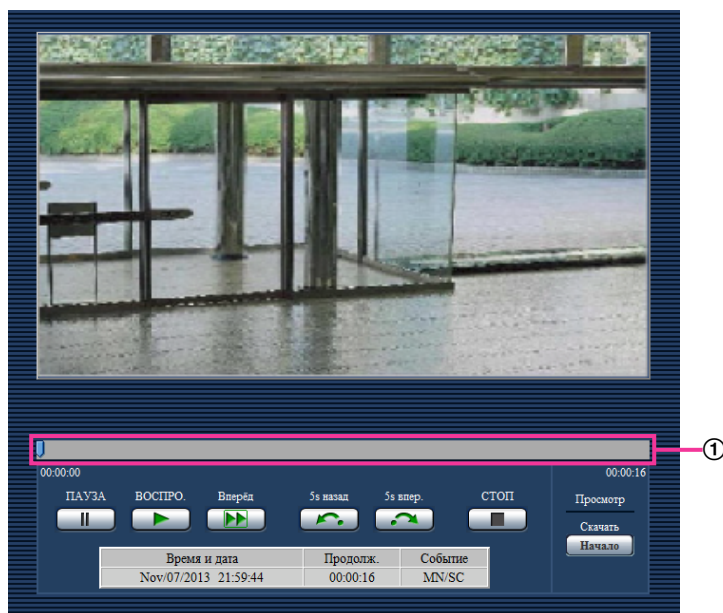 ①
00:00:00 00:00:16
ПАУЗА ВОСПРО. Вперёд 5s назад 5s впер. СТОП Просмотр
Скачать
Начало
Время и дата Продолж. Событие
Nov/07/2013 21:59:44 00:00:16 MN/SC